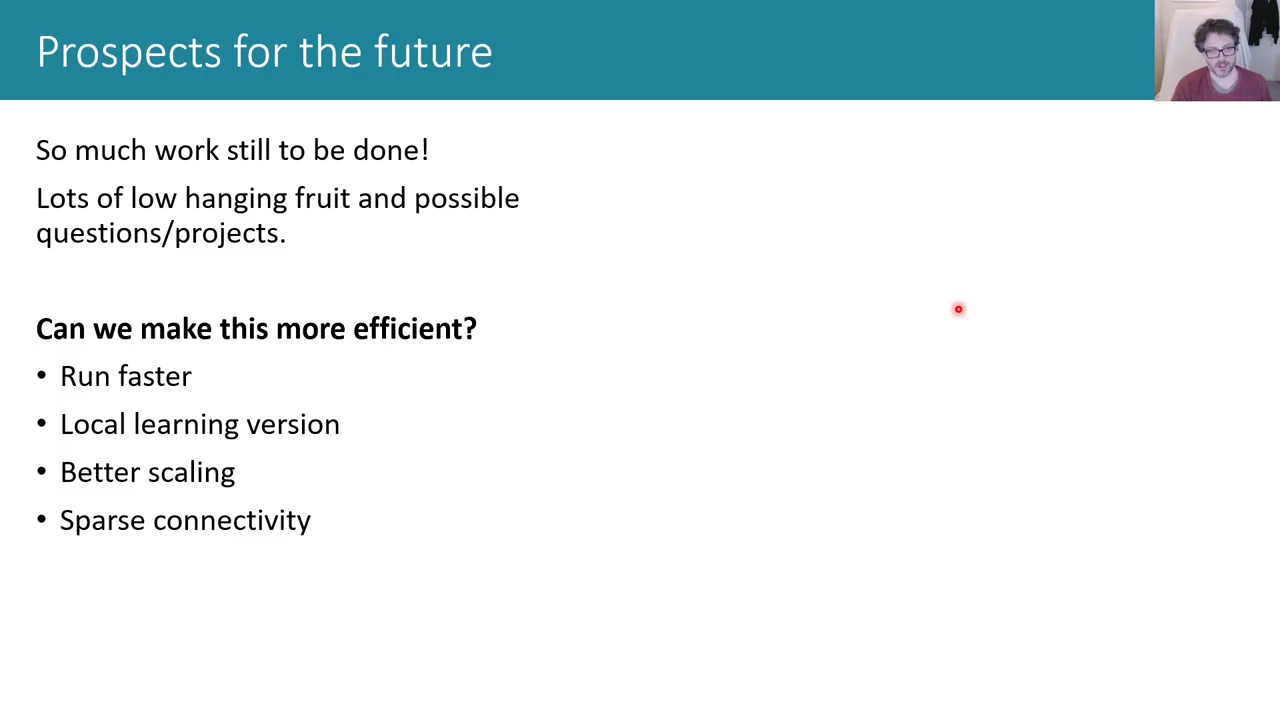 Prospects for the future
So much work still to be done!
Lots of low hanging fruit and possible
questions/projects.
Can we make this more efficient?
• Run faster
• Local learning version
• Better scaling
• Sparse connectivity